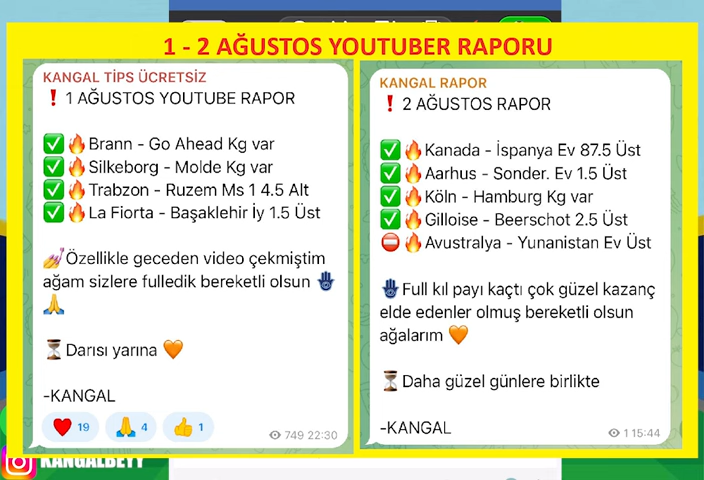 1 - 2 AĞUSTOS YOUTUBER RAPORU
KANGAL TİPS ÜCRETSİZ
❗ 1 AĞUSTOS YOUTUBE RAPOR
✅🔥Brann - Go Ahead Kg var
✅🔥Silkeborg - Molde Kg var
✅🔥Trabzon - Ruzem Ms 1 4.5 Alt
✅🔥La Fiorta - Başaklehir İy 1.5 Üst
💅Özellikle geceden video çekmiştim
ağam sizlere fulledik bereketli olsun 🪬
🙏
⏳Darısı yarına 🧡
-KANGAL
❤️ 19 🙏 4 👍 1
749 22:30
KANGAL RAPOR
❗ 2 AĞUSTOS RAPOR
✅🔥Kanada - İspanya Ev 87.5 Üst
✅🔥Aarhus - Sonder. Ev 1.5 Üst
✅🔥Köln - Hamburg Kg var
✅🔥Gilloise - Beerschot 2.5 Üst
⛔🔥Avustralya - Yunanistan Ev Üst
🪬Full kıl payı kaçtı çok güzel kazanç
elde edenler olmuş bereketli olsun
ağalarım 🧡
⏳Daha güzel günlere birlikte
-KANGAL
1 15:44
KANGALBETY